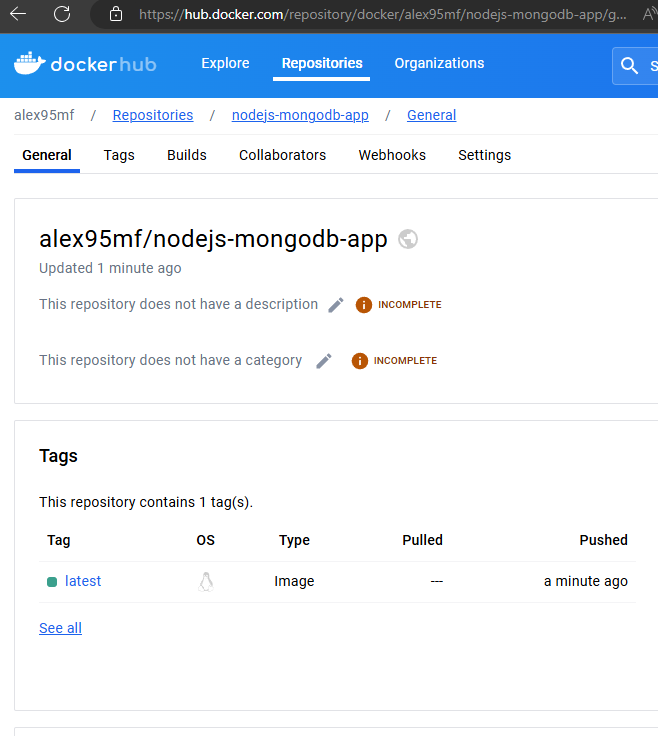 https://hub.docker.com/repository/docker/alex95mf/nodejs-mongodb-app/g...
dockerhub
Explore
Repositories
Organizations
alex95mf / Repositories / nodejs-mongodb-app / General
General
Tags
Builds
Collaborators
Webhooks
Settings
alex95mf/nodejs-mongodb-app
Updated 1 minute ago
This repository does not have a description
INCOMPLETE
This repository does not have a category
INCOMPLETE
Tags
This repository contains 1 tag(s).
Tag OS Type Pulled Pushed
latest Image --- a minute ago
See all